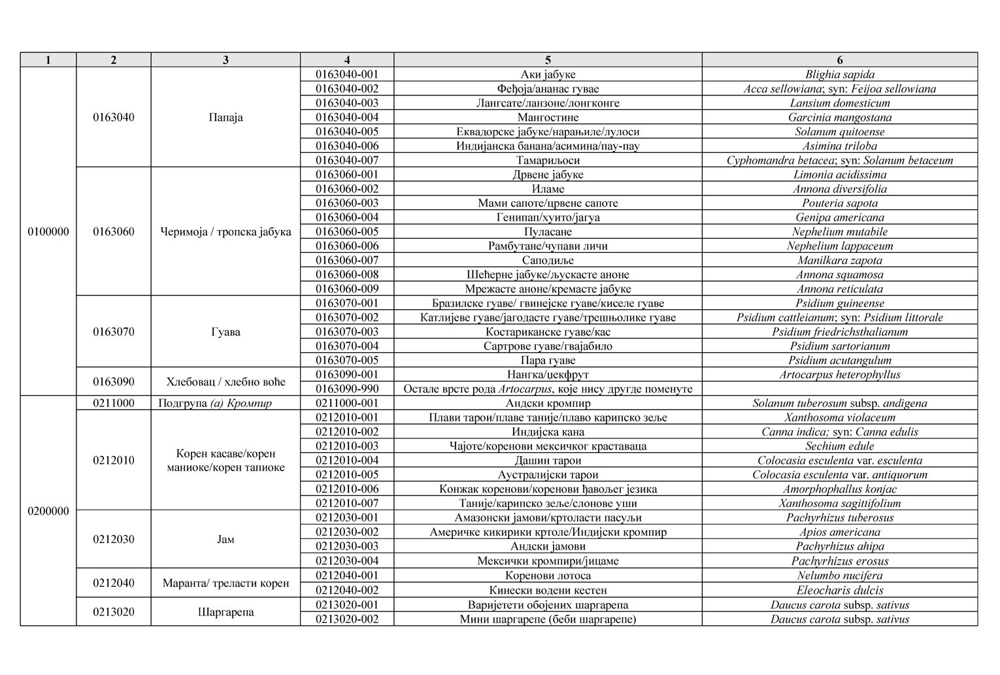 1 2 3 4 5 6
0163040-001 Аки јабуке Blighia sapida
0163040-002 Феђоја/ананас гувае Acca sellowiana; syn: Feijoa sellowiana
0163040-003 Лангсате/ланзоне/лонгконге Lansium domesticum
0163040 Папаја 0163040-004 Мангостине Garcinia mangostana
0163040-005 Еквадорске јабуке/нарањиле/лулоси Solanum quitoense
0163040-006 Индијанска банана/асимина/пау-пау Asimina triloba
0163040-007 Тамариљоси Cyphomandra betacea; syn: Solanum betaceum
0163060-001 Дрвене јабуке Limonia acidissima
0163060-002 Иламе Annona diversifolia
0163060-003 Мами сапоте/црвене сапоте Pouteria sapota
0163060-004 Генипап/хуито/јагуа Genipa americana
0100000 0163060 Черимоја / тропска јабука 0163060-005 Пуласане Nephelium mutabile
0163060-006 Рамбутане/чупави личи Nephelium lappaceum
0163060-007 Саподиље Manilkara zapota
0163060-008 Шећерне јабуке/љускасте аноне Annona squamosa
0163060-009 Мрежасте аноне/кремасте јабуке Annona reticulata
0163070-001 Бразилске гуаве/ гвинејске гуаве/киселе гуаве Psidium guineense
0163070-002 Катлијеве гуаве/јагодасте гуаве/трешњолике гуаве Psidium cattleianum; syn: Psidium littorale
0163070 Гуава 0163070-003 Костариканске гуаве/кас Psidium friedrichsthalianum
0163070-004 Сартрове гуаве/гвајабило Psidium sartorianum
0163070-005 Пара гуаве Psidium acutangulum
0163090 Хлебовац / хлебно воће 0163090-001 Нангка/џекфрут Artocarpus heterophyllus
0163090-990 Остале врсте рода Artocarpus, које нису другде поменуте
0211000 Подгрупа (а) Кромпир 0211000-001 Андски кромпир Solanum tuberosum subsp. andigena
0212010-001 Плави тарои/плаве таније/плаво карипско зеље Xanthosoma violaceum
0212010-002 Индијска кана Canna indica; syn: Canna edulis
0212010-003 Чајоте/коренови мексичког краставаца Sechium edule
0212010 Корен касаве/корен маниоке/корен тапиоке 0212010-004 Дашин тарои Colocasia esculenta var. esculenta
0212010-005 Аустралијски тарои Colocasia esculenta var. antiquorum
0212010-006 Конжак коренови/коренови ђавољег језика Amorphophallus konjac
0212010-007 Таније/карипско зеље/слонове уши Xanthosoma sagittifolium
0200000 0212030-001 Амазонски јамови/кртоласти пасуљи Pachyrhizus tuberosus
0212030-002 Америчке кикирики кртоле/Индијски кромпир Apios americana
0212030 Јам 0212030-003 Андски јамови Pachyrhizus ahipa
0212030-004 Мексички кромпири/јицаме Pachyrhizus erosus
0212040 Маранта/ треласти корен 0212040-001 Коренови лотоса Nelumbo nucifera
0212040-002 Кинески водени кестен Eleocharis dulcis
0213020 Шаргарепа 0213020-001 Варијетети обојених шаргарепа Daucus carota subsp. sativus
0213020-002 Мини шаргарепе (беби шаргарепе) Daucus carota subsp. sativus